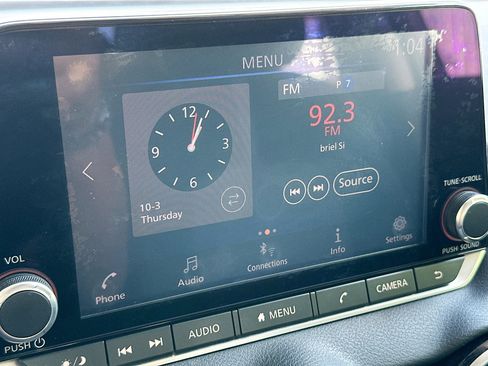 MENU
1:04
FM P 7
92.3
FM
briel Si
12
9 3
6
10-3
Thursday
Source
Phone
Audio
Connections
Info
Settings
VOL
PUSH
TUNE·SCROLL
PUSH·SOUND
AUDIO
MENU
CAMERA